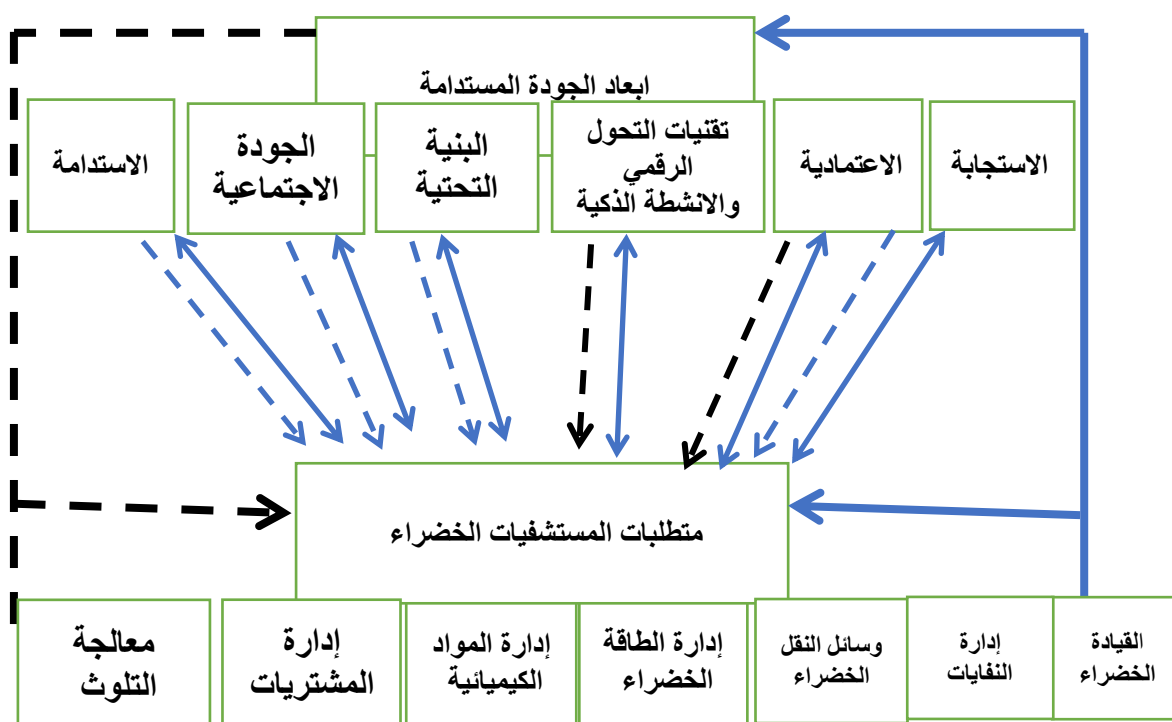 ابعاد الجودة المستدامة
الاستجابة
الاعتمادية
تقنيات التحول
الرقمي
والانشطة الذكية
البنية
التحتية
الجودة
الاجتماعية
الاستدامة
متطلبات المستشفيات الخضراء
القيادة
الخضراء
إدارة
النفايات
وسائل النقل
الخضراء
إدارة الطاقة
الخضراء
إدارة المواد
الكيميائية
إدارة
المشتريات
معالجة
التلوث